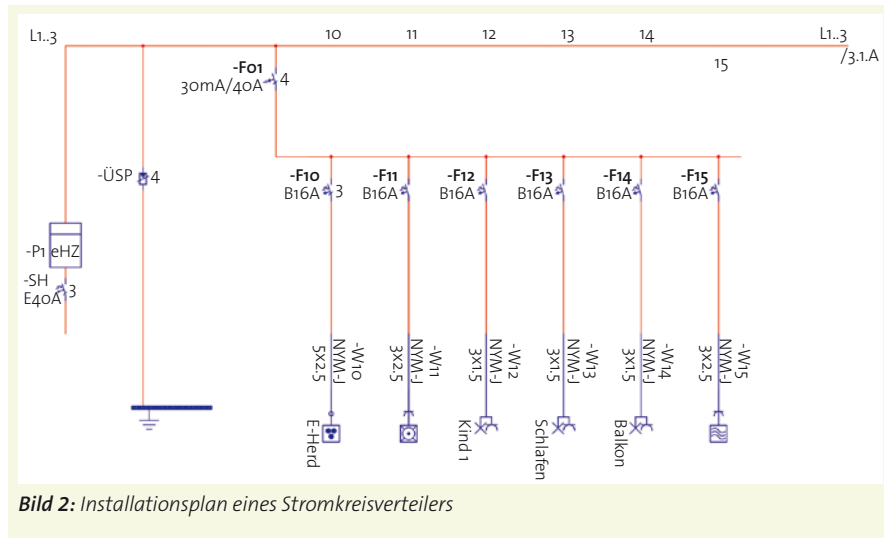 L1..3
10
11
12
13
14
15
L1..3
/3.1.A
-F01
30mA/40A
4
-ÜSP
4
-F10
B16A
3
-F11
B16A
-F12
B16A
-F13
B16A
-F14
B16A
-F15
B16A
-P1
eHZ
-SH
E40A
3
-W10
NYM-J
5x2.5
-W11
NYM-J
3x2.5
-W12
NYM-J
3x1.5
-W13
NYM-J
3x1.5
-W14
NYM-J
3x1.5
-W15
NYM-J
3x2.5
E-Herd
Kind 1
Schlafen
Balkon
Bild 2: Installationsplan eines Stromkreisverteilers